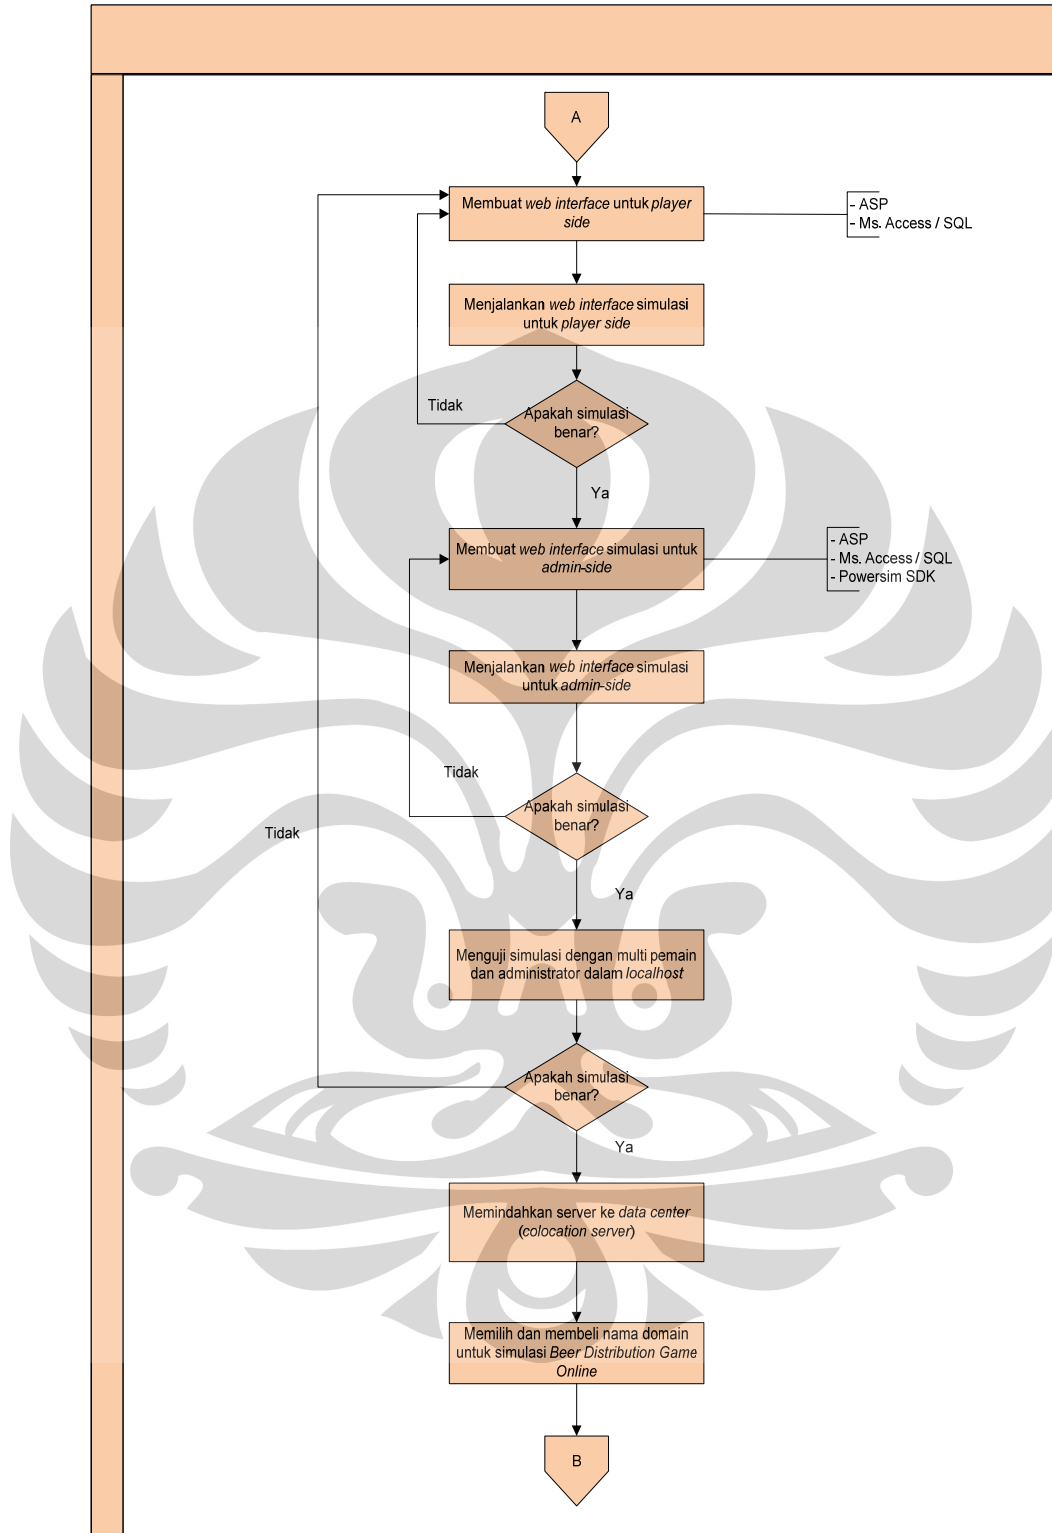 A
Membuat web interface untuk player
side
- ASP
- Ms. Access / SQL
Menjalankan web interface simulasi
untuk player side
Tidak
Apakah simulasi
benar?
Ya
Membuat web interface simulasi untuk
admin-side
- ASP
- Ms. Access / SQL
- Powersim SDK
Menjalankan web interface simulasi
untuk admin-side
Tidak
Apakah simulasi
benar?
Tidak
Ya
Menguji simulasi dengan multi pemain
dan administrator dalam localhost
Apakah simulasi
benar?
Ya
Memindahkan server ke data center
(colocation server)
Memilih dan membeli nama domain
untuk simulasi Beer Distribution Game
Online
B